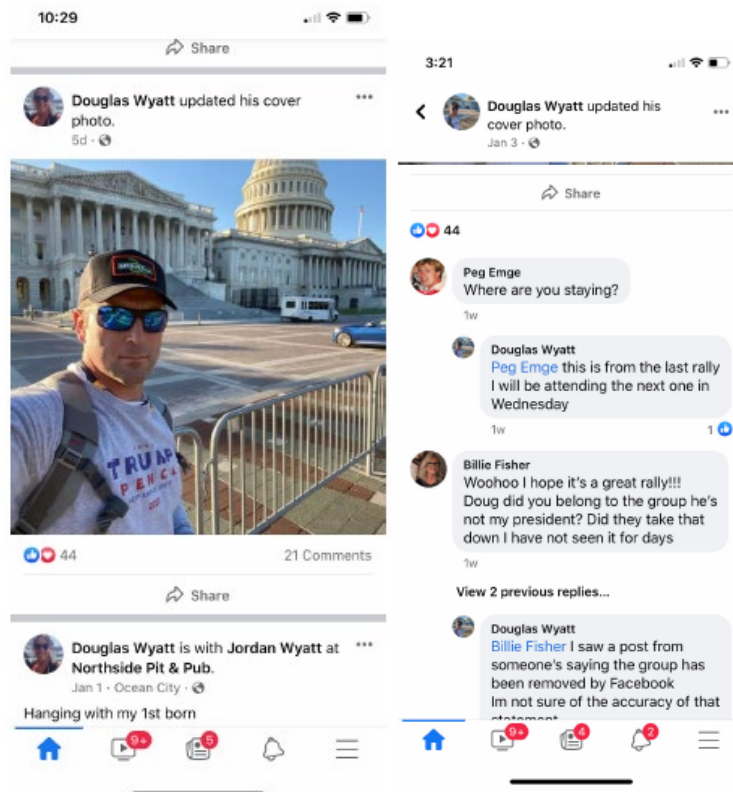 10:29
Share
Douglas Wyatt updated his cover
photo.
5d
TRUMP
PENCE
44
21 Comments
Share
Douglas Wyatt is with Jordan Wyatt at
Northside Pit & Pub.
Jan 1 · Ocean City ·
Hanging with my 1st born
9+
5
3:21
Douglas Wyatt updated his
cover photo.
Jan 3 ·
Share
44
Peg Emge
Where are you staying?
1w
Douglas Wyatt
Peg Emge this is from the last rally
I will be attending the next one in
Wednesday
1w
1
Billie Fisher
Woohoo I hope it's a great rally!!!
Doug did you belong to the group he's
not my president? Did they take that
down I have not seen it for days
1w
View 2 previous replies...
Douglas Wyatt
Billie Fisher I saw a post from
someone's saying the group has
been removed by Facebook
Im not sure of the accuracy of that
statement
9+
4
2